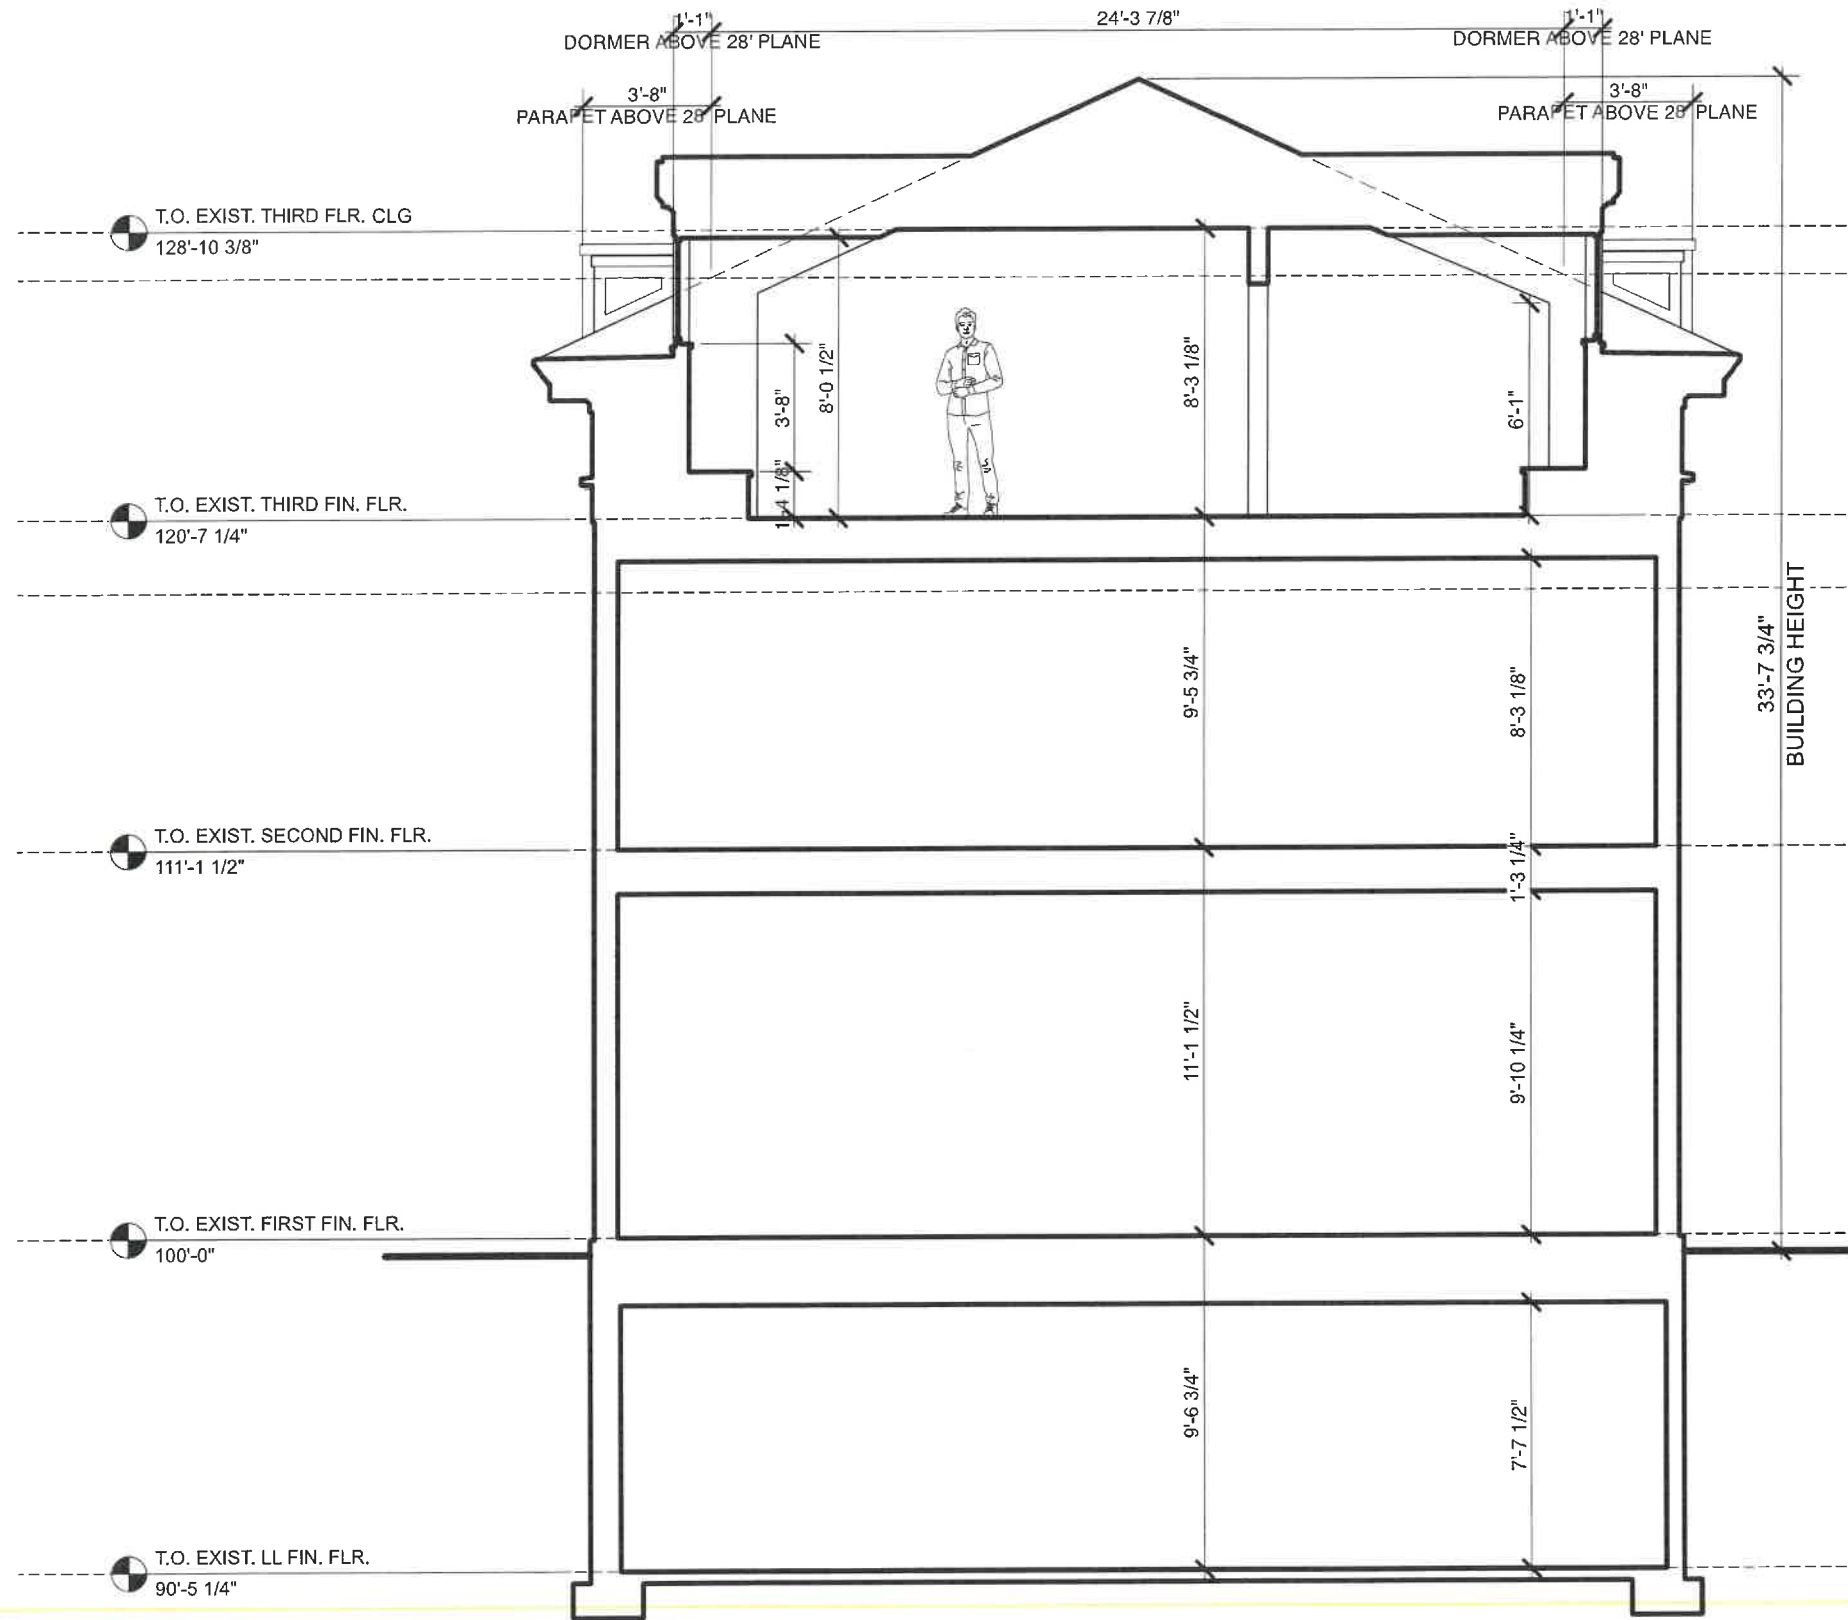 1'-1"
24'-3 7/8"
1'-1"
DORMER ABOVE 28' PLANE
DORMER ABOVE 28' PLANE
3'-8"
3'-8"
PARAPET ABOVE 28' PLANE
PARAPET ABOVE 28' PLANE
T.O. EXIST. THIRD FLR. CLG
128'-10 3/8"
8'-0 1/2"
8'-3 1/8"
3'-8"
6'-1"
1'-4 1/8"
T.O. EXIST. THIRD FIN. FLR.
120'-7 1/4"
33'-7 3/4"
BUILDING HEIGHT
9'-5 3/4"
8'-3 1/8"
T.O. EXIST. SECOND FIN. FLR.
111'-1 1/2"
1'-3 1/4"
11'-1 1/2"
9'-10 1/4"
T.O. EXIST. FIRST FIN. FLR.
100'-0"
9'-6 3/4"
7'-7 1/2"
T.O. EXIST. LL FIN. FLR.
90'-5 1/4"